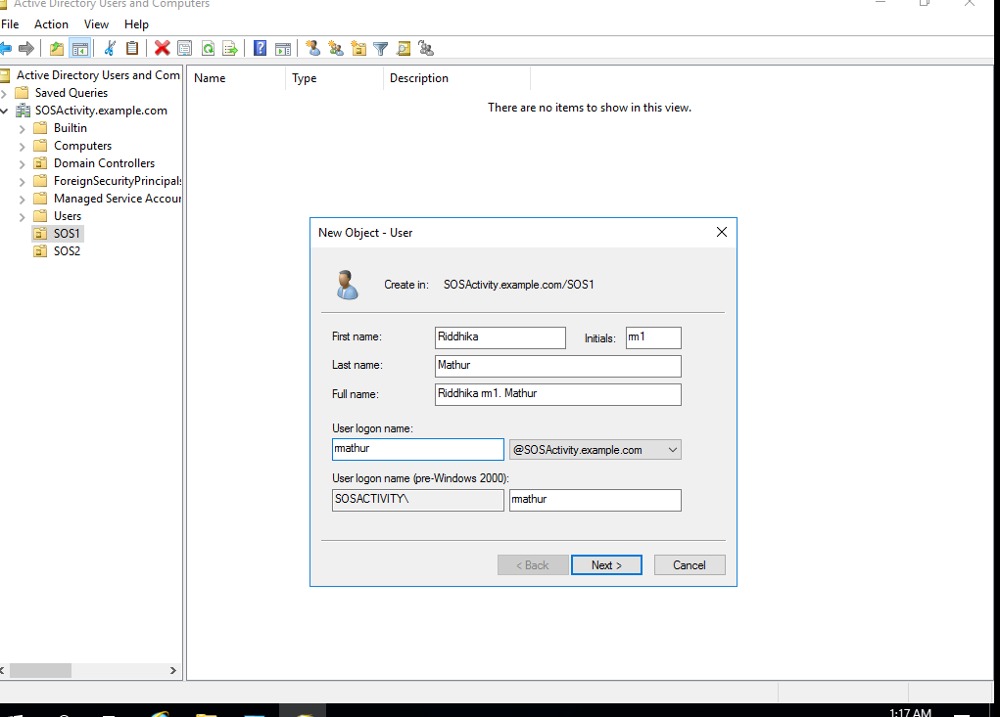 Active Directory Users and Computers
File Action View Help
Active Directory Users and Com
Name Type Description
Saved Queries
There are no items to show in this view.
SOSActivity.example.com
Builtin
Computers
Domain Controllers
ForeignSecurityPrincipals
Managed Service Accour
Users
SOS1
SOS2
New Object - User
Create in: SOSActivity.example.com/SOS1
First name: Riddhika Initials: rm1
Last name: Mathur
Full name: Riddhika rm1. Mathur
User logon name:
rmathur @SOSActivity.example.com
User logon name (pre-Windows 2000):
SOSACTIVITY\ rmathur
< Back Next > Cancel
1:17 AM